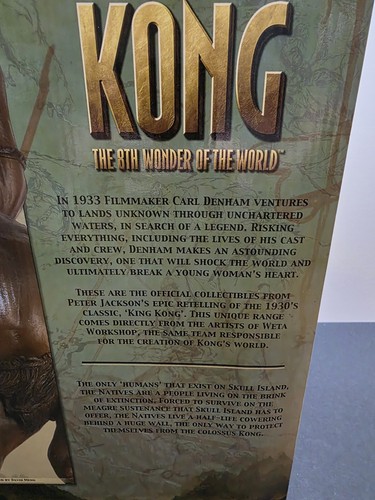 KONG
THE 8TH WONDER OF THE WORLD™
IN 1933 FILMMAKER CARL DENHAM VENTURES
TO LANDS UNKNOWN THROUGH UNCHARTERED
WATERS, IN SEARCH OF A LEGEND. RISKING
EVERYTHING, INCLUDING THE LIVES OF HIS CAST
AND CREW, DENHAM MAKES AN ASTOUNDING
DISCOVERY, ONE THAT WILL SHOCK THE WORLD AND
ULTIMATELY BREAK A YOUNG WOMAN'S HEART.
THESE ARE THE OFFICIAL COLLECTIBLES FROM
PETER JACKSON'S EPIC RETELLING OF THE 1930'S
CLASSIC, 'KING KONG'. THIS UNIQUE RANGE
COMES DIRECTLY FROM THE ARTISTS OF WETA
WORKSHOP, THE SAME TEAM RESPONSIBLE
FOR THE CREATION OF KONG'S WORLD.
THE ONLY 'HUMANS' THAT EXIST ON SKULL ISLAND,
THE NATIVES ARE A PEOPLE LIVING ON THE BRINK
OF EXTINCTION. FORCED TO SURVIVE ON THE
MEAGRE SUSTENANCE THAT SKULL ISLAND HAS TO
OFFER, THE NATIVES LIVE A HALF-LIFE COWERING
BEHIND A HUGE WALL, THE ONLY WAY TO PROTECT
THEMSELVES FROM THE COLOSSUS KONG.